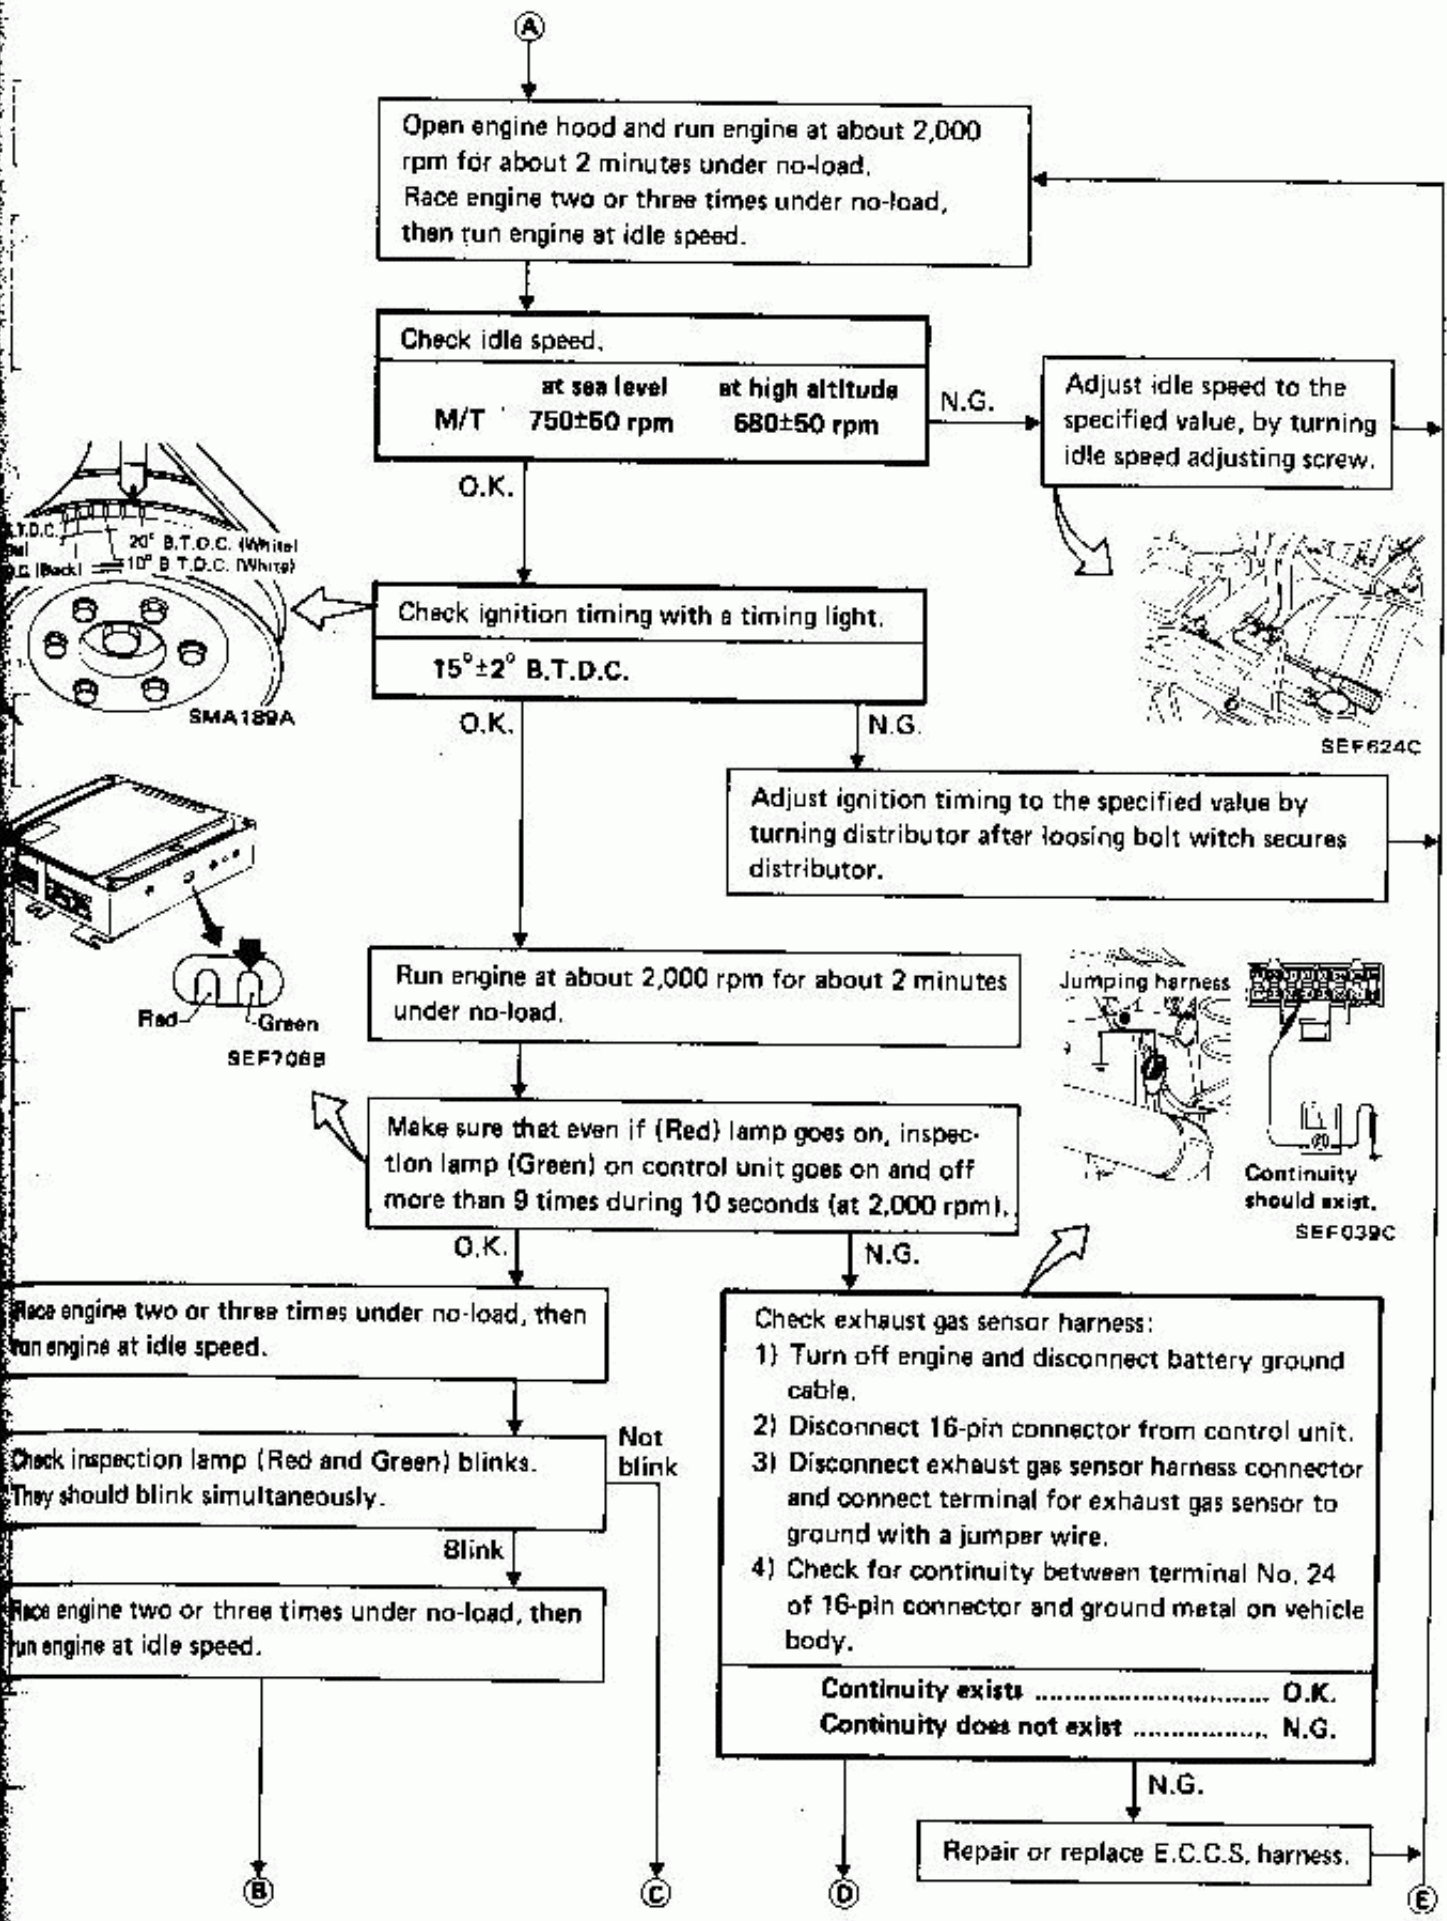 A
Open engine hood and run engine at about 2,000
rpm for about 2 minutes under no-load.
Race engine two or three times under no-load,
then run engine at idle speed.
Check idle speed.
at sea level at high altitude
M/T 750±50 rpm 680±50 rpm
N.G.
Adjust idle speed to the
specified value, by turning
idle speed adjusting screw.
O.K.
T.D.C.
20° B.T.D.C. (White)
(Back) 10° B.T.D.C. (White)
SMA189A
Check ignition timing with a timing light.
15°±2° B.T.D.C.
SEF624C
O.K.
N.G.
Adjust ignition timing to the specified value by
turning distributor after loosing bolt witch secures
distributor.
Red
Green
SEF706B
Run engine at about 2,000 rpm for about 2 minutes
under no-load.
Jumping harness
Continuity
should exist.
SEF039C
Make sure that even if (Red) lamp goes on, inspec-
tion lamp (Green) on control unit goes on and off
more than 9 times during 10 seconds (at 2,000 rpm).
O.K.
N.G.
Race engine two or three times under no-load, then
run engine at idle speed.
Check inspection lamp (Red and Green) blinks.
They should blink simultaneously.
Not
blink
Blink
Race engine two or three times under no-load, then
run engine at idle speed.
Check exhaust gas sensor harness:
1) Turn off engine and disconnect battery ground
cable.
2) Disconnect 16-pin connector from control unit.
3) Disconnect exhaust gas sensor harness connector
and connect terminal for exhaust gas sensor to
ground with a jumper wire.
4) Check for continuity between terminal No. 24
of 16-pin connector and ground metal on vehicle
body.
Continuity exists ............................ O.K.
Continuity does not exist ................. N.G.
N.G.
Repair or replace E.C.C.S. harness.
B
C
D
E